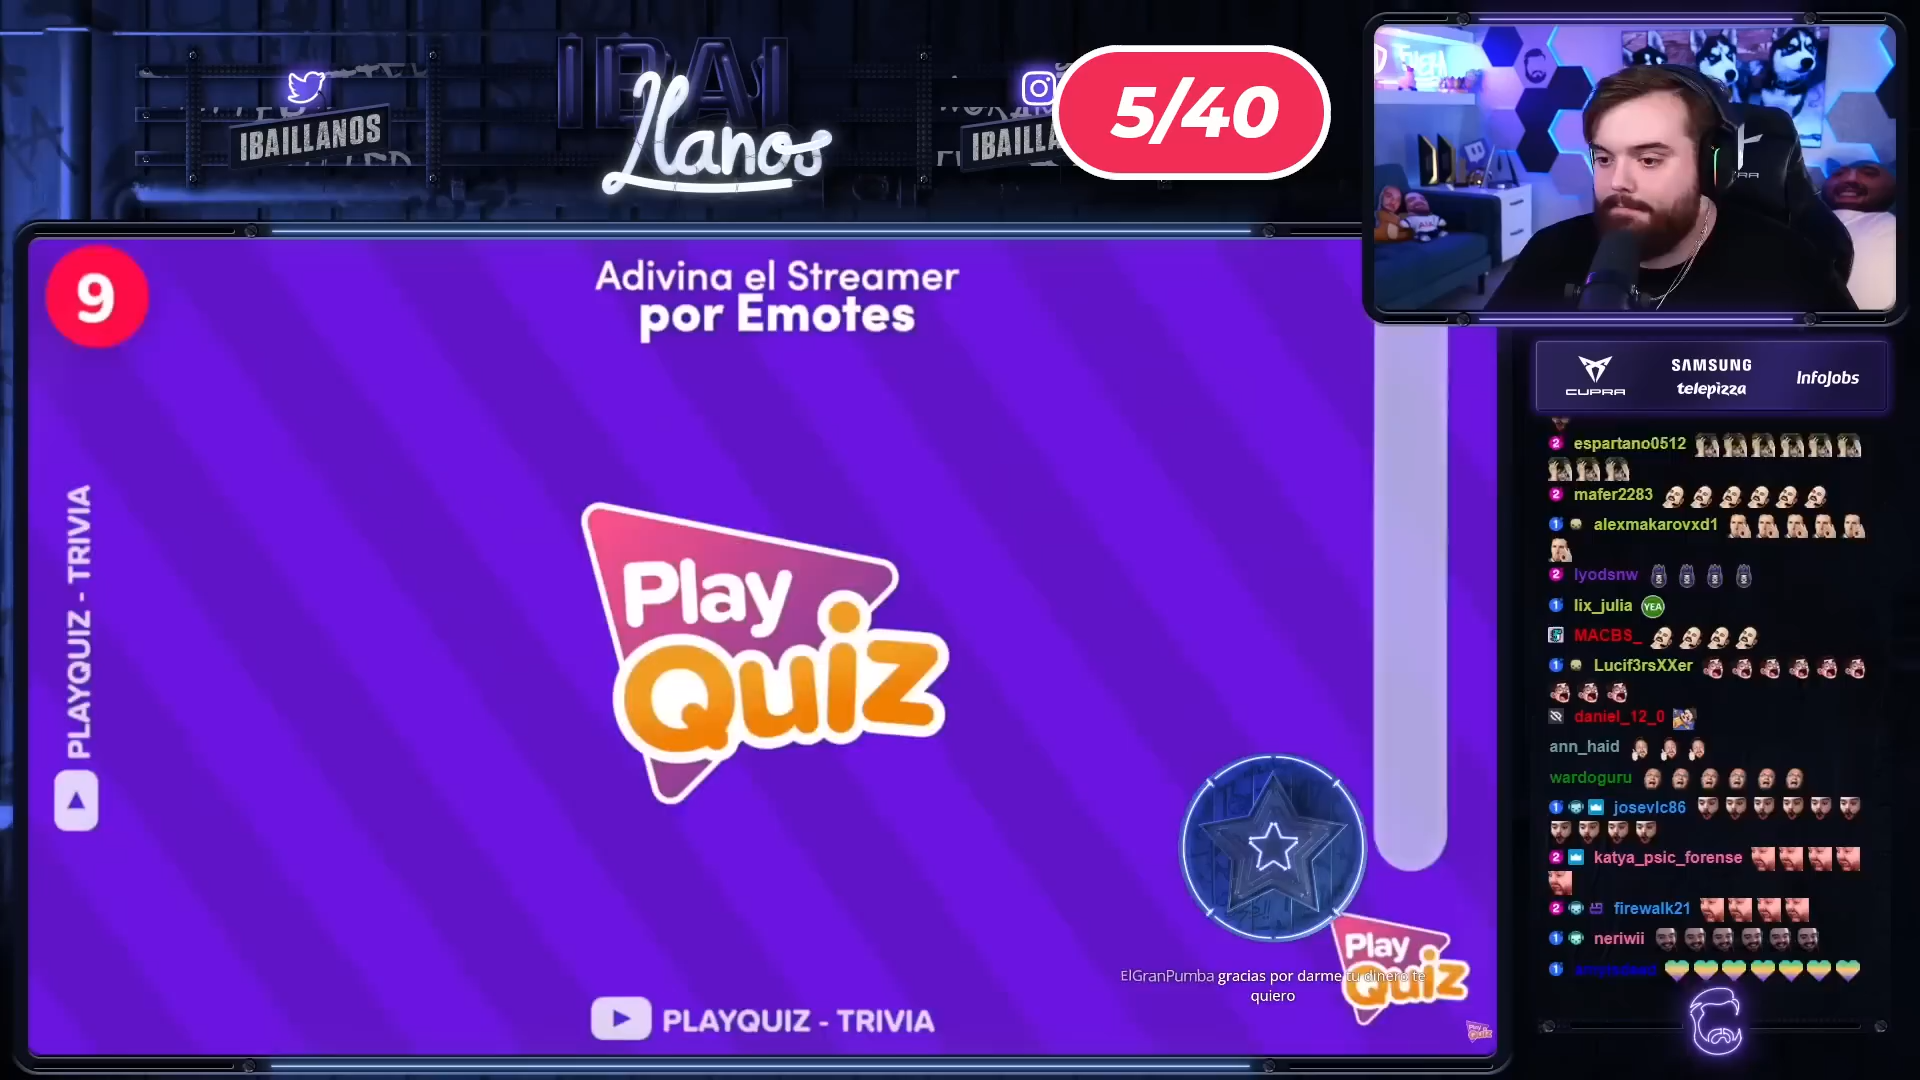 IBAI
Llanos
IBAILLANOS
IBAILLA
5/40
9
Adivina el Streamer
por Emotes
PLAYQUIZ - TRIVIA
Play
Quiz
PLAYQUIZ - TRIVIA
Play
Quiz
ElGranPumba gracias por darme tu dinero te
quiero
CUPRA
SAMSUNG
telepizza
InfoJobs
espartano0512
mafer2283
alexmakarovxd1
lyodsnw
lix_julia YEA
MACBS_
Lucif3rsXXer
daniel_12_0
ann_haid
wardoguru
josevlc86
katya_psic_forense
firewalk21
neriwii